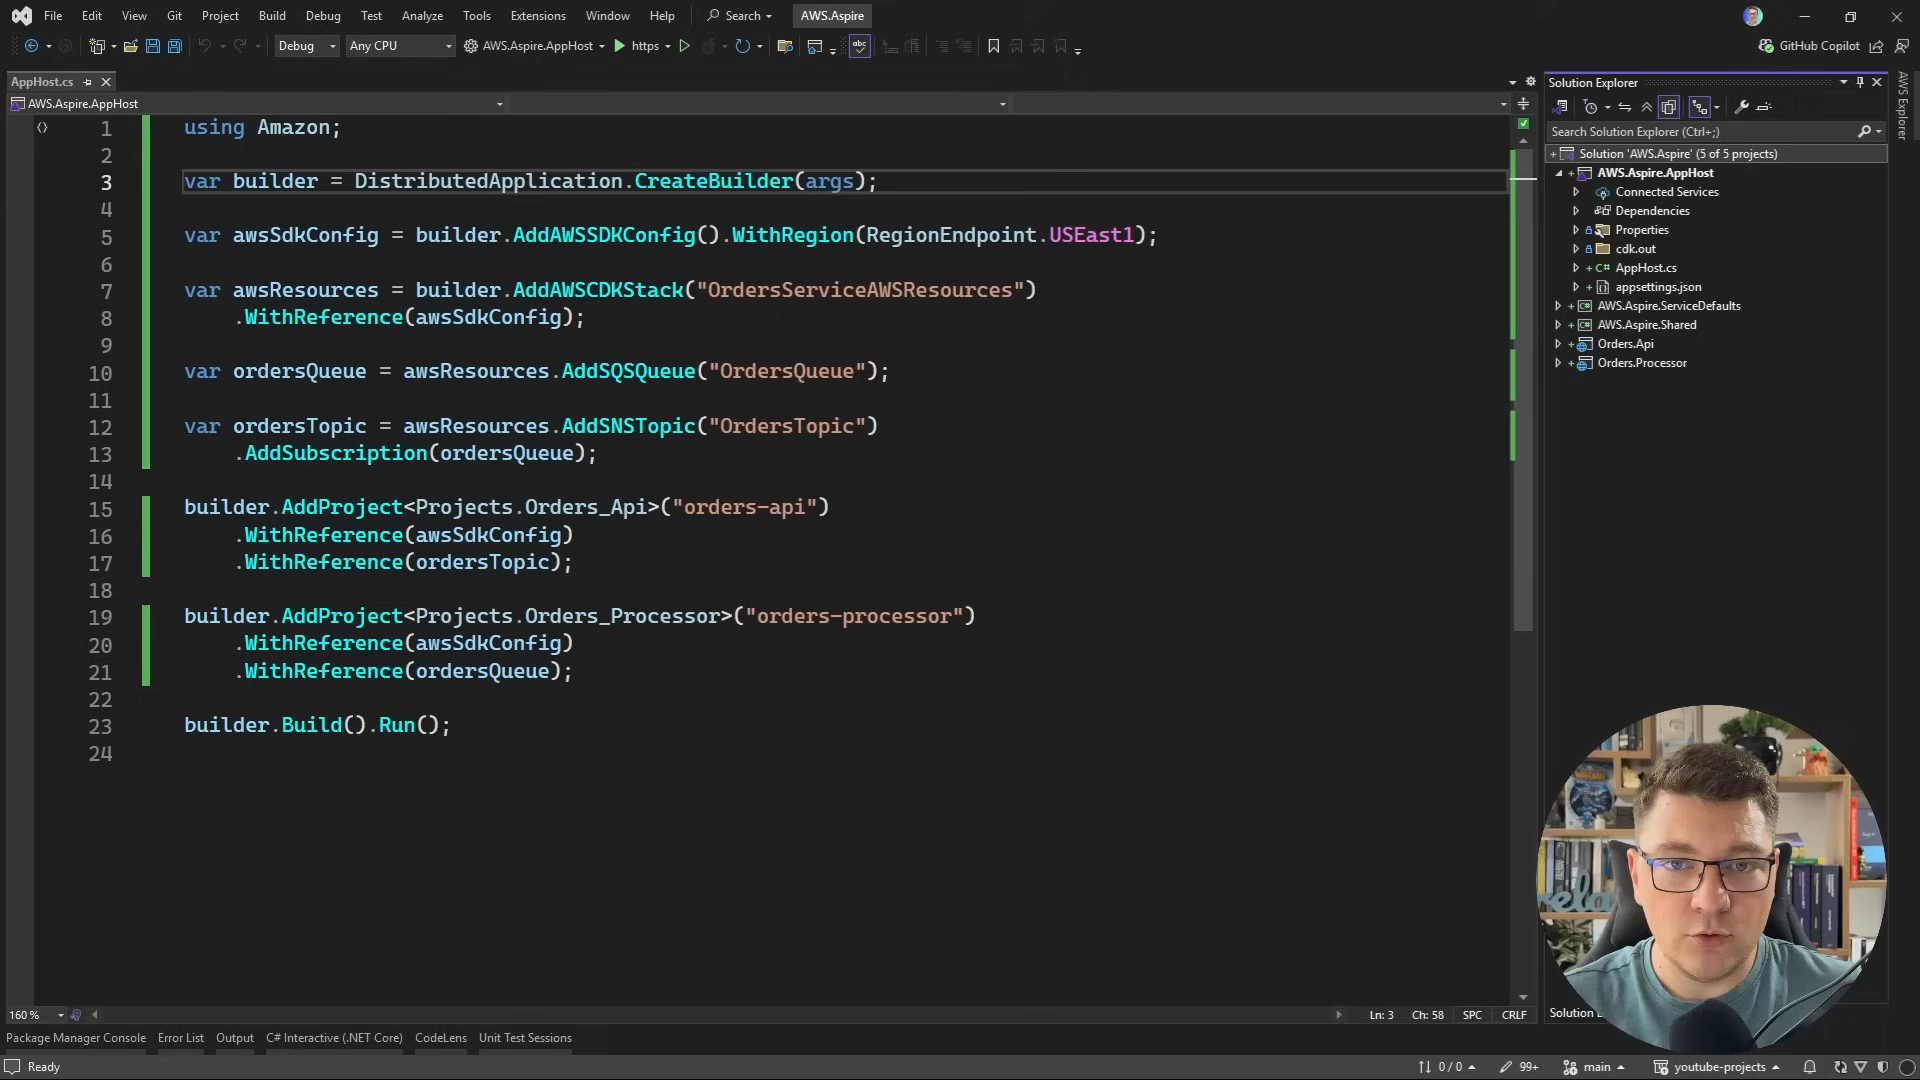 File Edit View Git Project Build Debug Test Analyze Tools Extensions Window Help Search AWS.Aspire
Debug Any CPU AWS.Aspire.AppHost https abc GitHub Copilot
AppHost.cs
AWS.Aspire.AppHost
1 using Amazon;
2
3 var builder = DistributedApplication.CreateBuilder(args);
4
5 var awsSdkConfig = builder.AddAWSSDKConfig().WithRegion(RegionEndpoint.USEast1);
6
7 var awsResources = builder.AddAWSCDKStack("OrdersServiceAWSResources")
8 .WithReference(awsSdkConfig);
9
10 var ordersQueue = awsResources.AddSQSQueue("OrdersQueue");
11
12 var ordersTopic = awsResources.AddSNSTopic("OrdersTopic")
13 .AddSubscription(ordersQueue);
14
15 builder.AddProject<Projects.Orders_Api>("orders-api")
16 .WithReference(awsSdkConfig)
17 .WithReference(ordersTopic);
18
19 builder.AddProject<Projects.Orders_Processor>("orders-processor")
20 .WithReference(awsSdkConfig)
21 .WithReference(ordersQueue);
22
23 builder.Build().Run();
24
160 % Ln: 3 Ch: 58 SPC CRLF
Solution Explorer
Search Solution Explorer (Ctrl+;)
Solution 'AWS.Aspire' (5 of 5 projects)
AWS.Aspire.AppHost
Connected Services
Dependencies
Properties
cdk.out
C# AppHost.cs
appsettings.json
AWS.Aspire.ServiceDefaults
AWS.Aspire.Shared
Orders.Api
Orders.Processor
Solution
AWS Explorer
Package Manager Console Error List Output C# Interactive (.NET Core) CodeLens Unit Test Sessions
Ready 0 / 0 99+ main youtube-projects